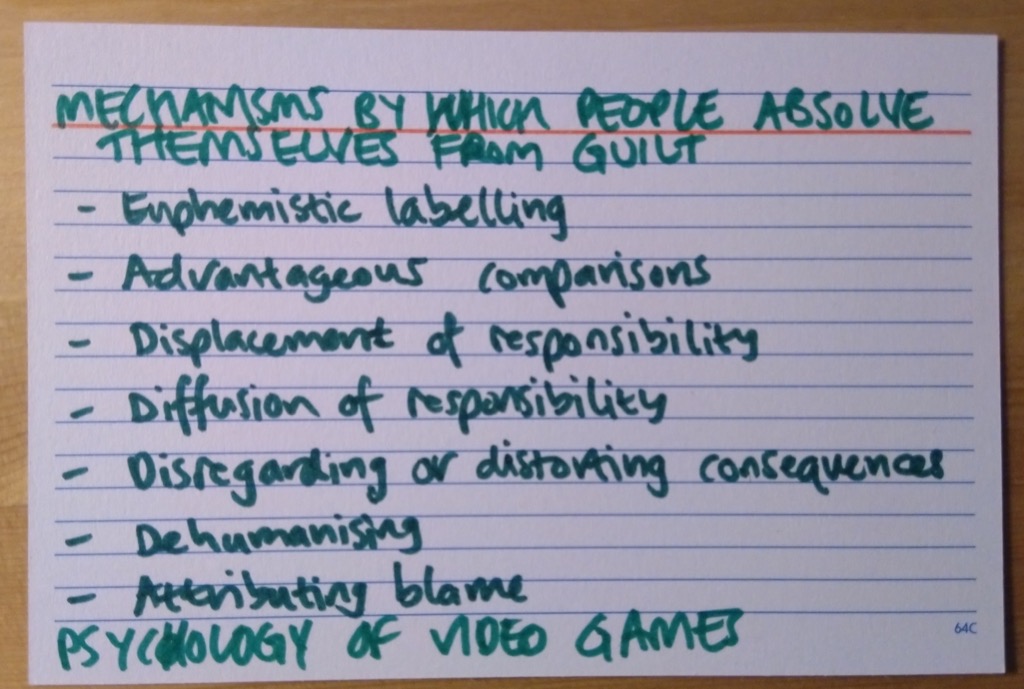 MECHANISMS BY WHICH PEOPLE ABSOLVE
THEMSELVES FROM GUILT
- Euphemistic labelling
- Advantageous comparisons
- Displacement of responsibility
- Diffusion of responsibility
- Disregarding or distorting consequences
- Dehumanising
- Attributing blame
PSYCHOLOGY OF VIDEO GAMES
64C